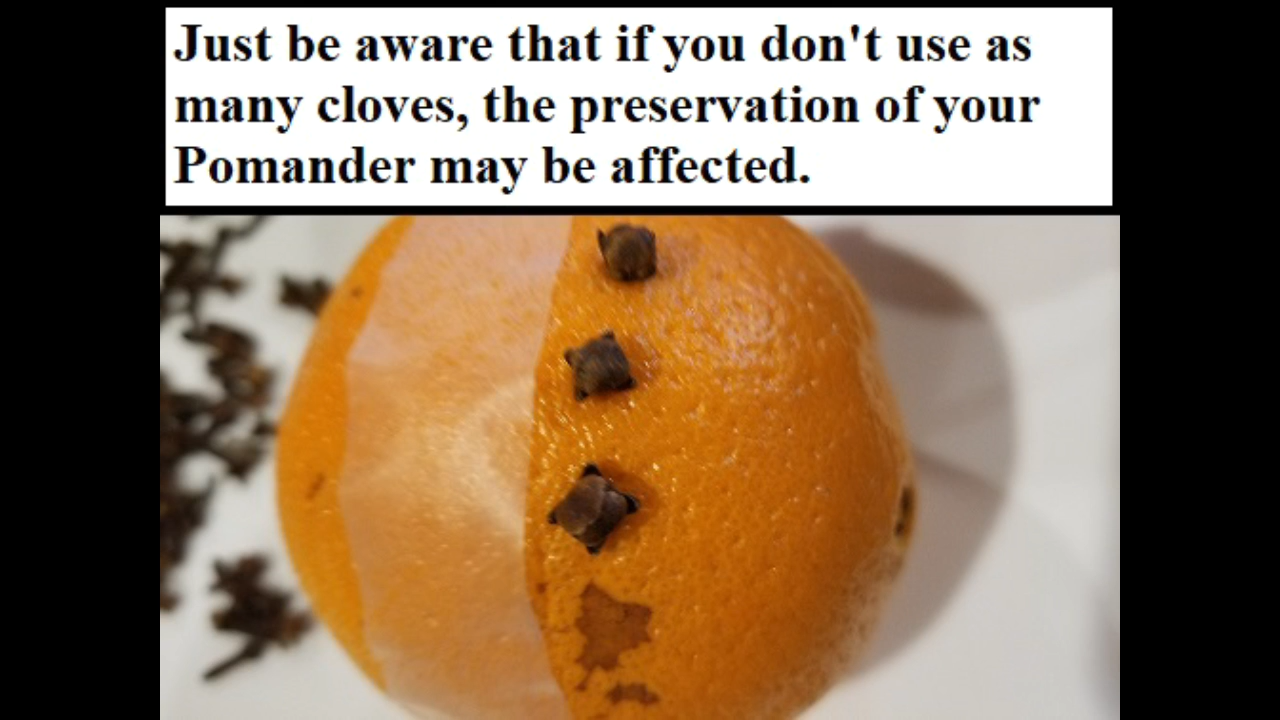 Just be aware that if you don't use as
many cloves, the preservation of your
Pomander may be affected.